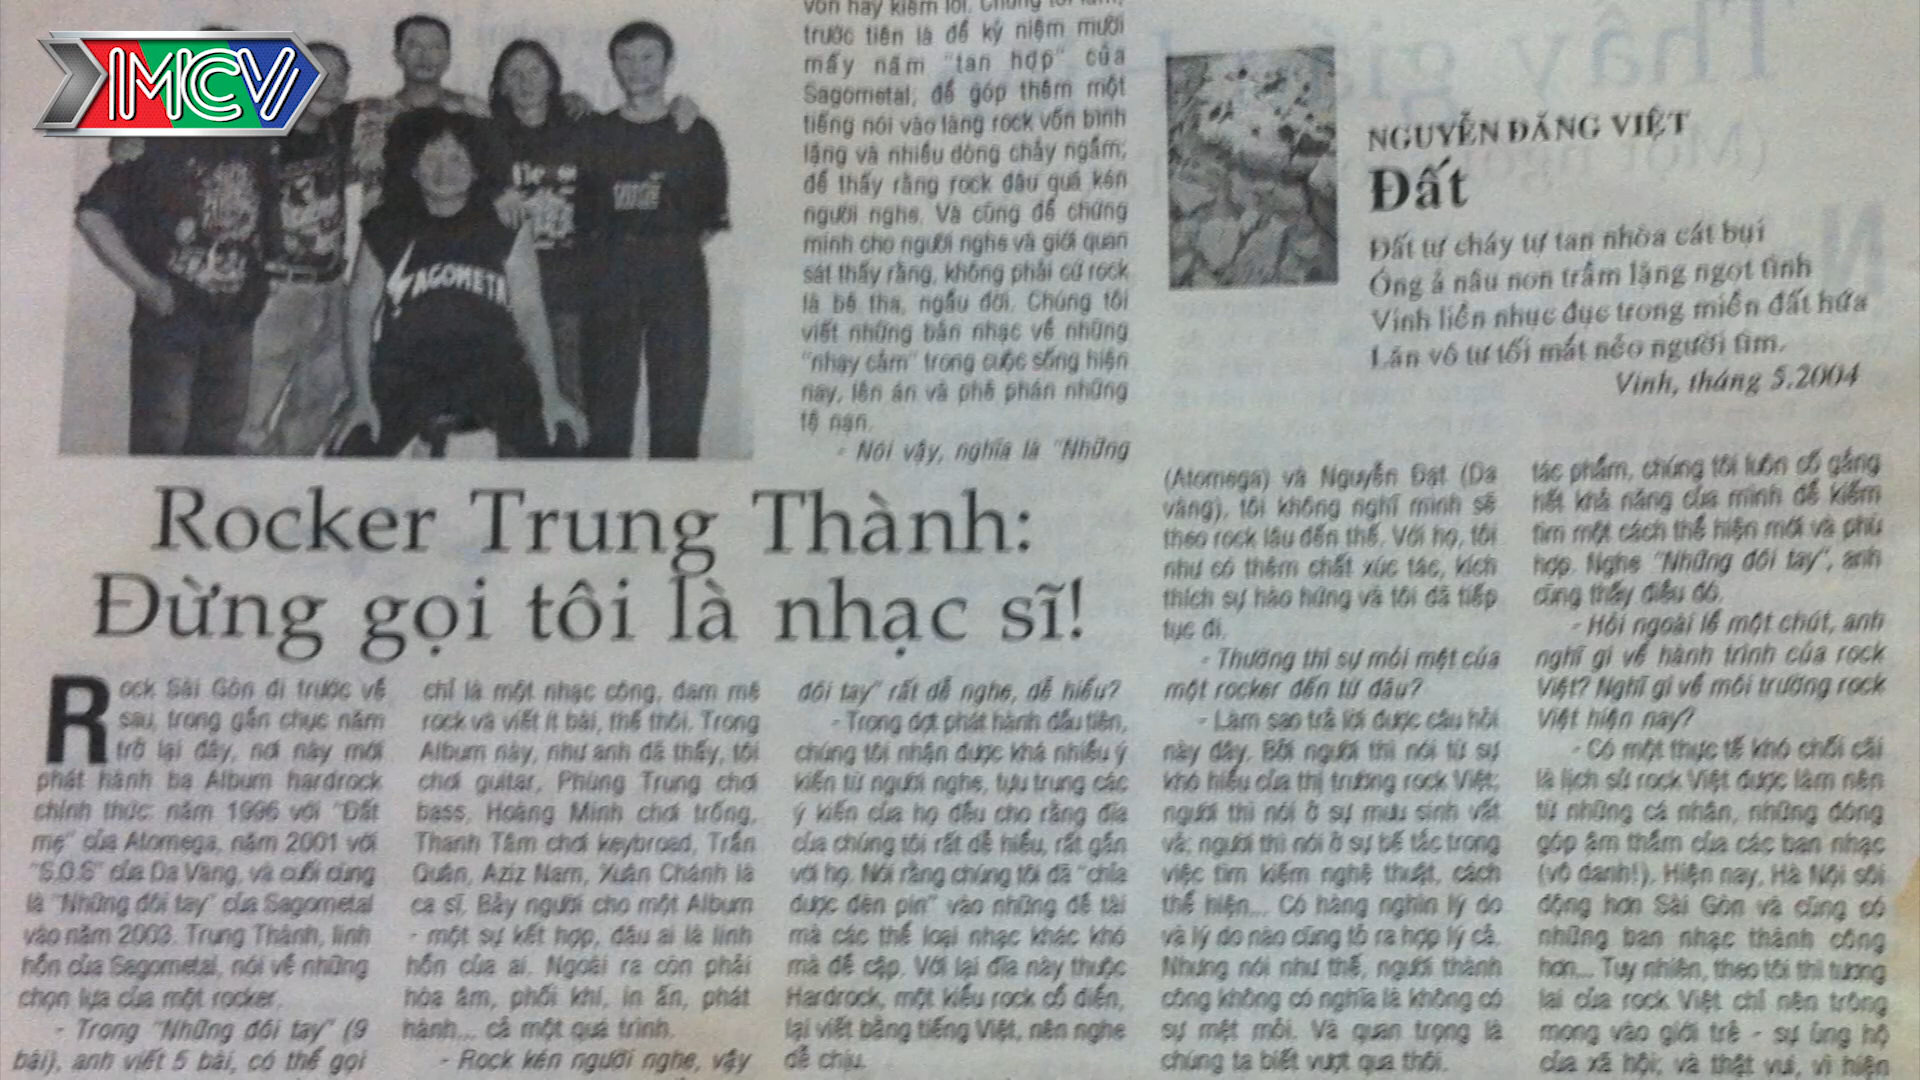 MCV
SAGOMETAL
Rocker Trung Thành:
Đừng gọi tôi là nhạc sĩ!
Rock Sài Gòn đi trước về
sau, trong gần chục năm
trở lại đây, nơi này mới
phát hành ba Album hardrock
chính thức: năm 1996 với "Đất
mẹ" của Atomega, năm 2001 với
"S.O.S" của Da Vàng, và cuối cùng
là "Những đôi tay" của Sagometal
vào năm 2003. Trung Thành, linh
hồn của Sagometal, nói về những
chọn lựa của một rocker.
- Trong "Những đôi tay" (9
bài), anh viết 5 bài, có thể gọi
chỉ là một nhạc công, đam mê
rock và viết ít bài, thế thôi. Trong
Album này, như anh đã thấy, tôi
chơi guitar, Phùng Trung chơi
bass, Hoàng Minh chơi trống,
Thanh Tâm chơi keybroad, Trần
Quân, Aziz Nam, Xuân Chánh là
ca sĩ. Bảy người cho một Album
- một sự kết hợp, đâu ai là linh
hồn của ai. Ngoài ra còn phải
hòa âm, phối khí, in ấn, phát
hành... cả một quá trình.
- Rock kén người nghe, vậy
vốn hay kiếm lời. Chúng tôi làm,
trước tiên là để kỷ niệm mười
mấy năm "tan hợp" của
Sagometal, để góp thêm một
tiếng nói vào làng rock vốn bình
lặng và nhiều dòng chảy ngầm;
để thấy rằng rock đâu quá kén
người nghe. Và cũng để chứng
minh cho người nghe và giới quan
sát thấy rằng, không phải cứ rock
là bê tha, ngầu đời. Chúng tôi
viết những bản nhạc về những
"nhạy cảm" trong cuộc sống hiện
nay, lên án và phê phán những
tệ nạn.
- Nói vậy, nghĩa là "Những
đôi tay" rất dễ nghe, dễ hiểu?
- Trong đợt phát hành đầu tiên,
chúng tôi nhận được khá nhiều ý
kiến từ người nghe, tựu trung các
ý kiến của họ đều cho rằng đĩa
của chúng tôi rất dễ hiểu, rất gần
với họ. Nói rằng chúng tôi đã "chĩa
được đèn pin" vào những đề tài
mà các thể loại nhạc khác khó
mà đề cập. Với lại đĩa này thuộc
Hardrock, một kiểu rock cổ điển,
lại viết bằng tiếng Việt, nên nghe
dễ chịu.
NGUYỄN ĐĂNG VIỆT
Đất
Đất tự cháy tự tan nhòa cát bụi
Óng ả nâu non trầm lặng ngọt tình
Vinh liền nhục đục trong miền đất hứa
Lăn vô tư tối mắt nẻo người tìm.
Vinh, tháng 5.2004
(Atomega) và Nguyễn Đạt (Da
vàng), tôi không nghĩ mình sẽ
theo rock lâu đến thế. Với họ, tôi
như có thêm chất xúc tác, kích
thích sự hào hứng và tôi đã tiếp
tục đi.
- Thường thì sự mỏi mệt của
một rocker đến từ đâu?
- Làm sao trả lời được câu hỏi
này đây. Bởi người thì nói từ sự
khó hiểu của thị trường rock Việt;
người thì nói ở sự mưu sinh vất
vả; người thì nói ở sự bế tắc trong
việc tìm kiếm nghệ thuật, cách
thể hiện... Có hàng nghìn lý do
và lý do nào cũng tỏ ra hợp lý cả.
Nhưng nói như thế, người thành
công không có nghĩa là không có
sự mệt mỏi. Và quan trọng là
chúng ta biết vượt qua thôi.
tác phẩm, chúng tôi luôn cố gắng
hết khả năng của mình để kiếm
tìm một cách thể hiện mới và phù
hợp. Nghe "Những đôi tay", anh
cũng thấy điều đó.
- Hỏi ngoài lề một chút, anh
nghĩ gì về hành trình của rock
Việt? Nghĩ gì về môi trường rock
Việt hiện nay?
- Có một thực tế khó chối cãi
là lịch sử rock Việt được làm nên
từ những cá nhân, những đóng
góp âm thầm của các ban nhạc
(vô danh!). Hiện nay, Hà Nội sôi
động hơn Sài Gòn và cũng có
những ban nhạc thành công
hơn... Tuy nhiên, theo tôi thì tương
lai của rock Việt chỉ nên trông
mong vào giới trẻ - sự ủng hộ
của xã hội; và thật vui, vì hiện